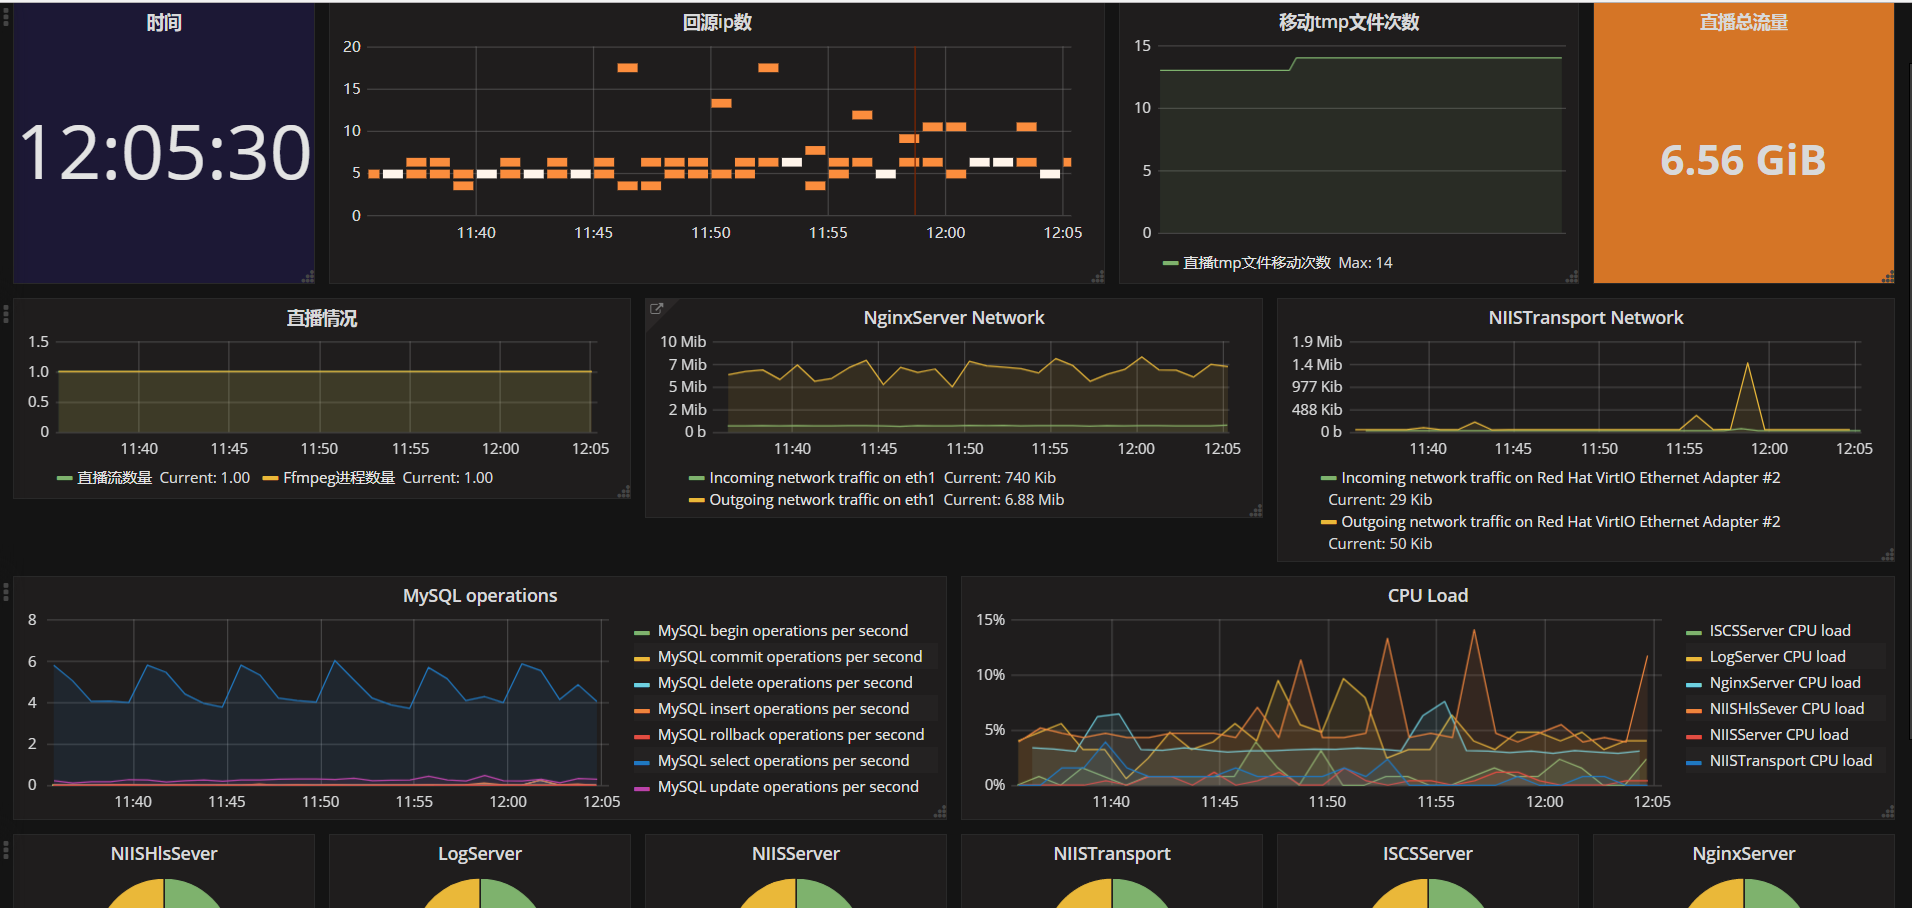 时间
12:05:30
回源ip数
20
15
10
5
0
11:40 11:45 11:50 11:55 12:00 12:05
移动tmp文件次数
15
10
5
0
直播tmp文件移动次数 Max: 14
直播总流量
6.56 GiB
直播情况
1.5
1.0
0.5
0
11:40 11:45 11:50 11:55 12:00 12:05
直播流数量 Current: 1.00 Ffmpeg进程数量 Current: 1.00
NginxServer Network
10 Mib
7 Mib
5 Mib
2 Mib
0 b
11:40 11:45 11:50 11:55 12:00 12:05
Incoming network traffic on eth1 Current: 740 Kib
Outgoing network traffic on eth1 Current: 6.88 Mib
NIISTransport Network
1.9 Mib
1.4 Mib
977 Kib
488 Kib
0 b
11:40 11:45 11:50 11:55 12:00 12:05
Incoming network traffic on Red Hat VirtIO Ethernet Adapter #2
Current: 29 Kib
Outgoing network traffic on Red Hat VirtIO Ethernet Adapter #2
Current: 50 Kib
MySQL operations
8
6
4
2
0
11:40 11:45 11:50 11:55 12:00 12:05
MySQL begin operations per second
MySQL commit operations per second
MySQL delete operations per second
MySQL insert operations per second
MySQL rollback operations per second
MySQL select operations per second
MySQL update operations per second
CPU Load
15%
10%
5%
0%
11:40 11:45 11:50 11:55 12:00 12:05
ISCSServer CPU load
LogServer CPU load
NginxServer CPU load
NIISHlsSever CPU load
NIISServer CPU load
NIISTransport CPU load
NIISHlsSever
LogServer
NIISServer
NIISTransport
ISCSServer
NginxServer